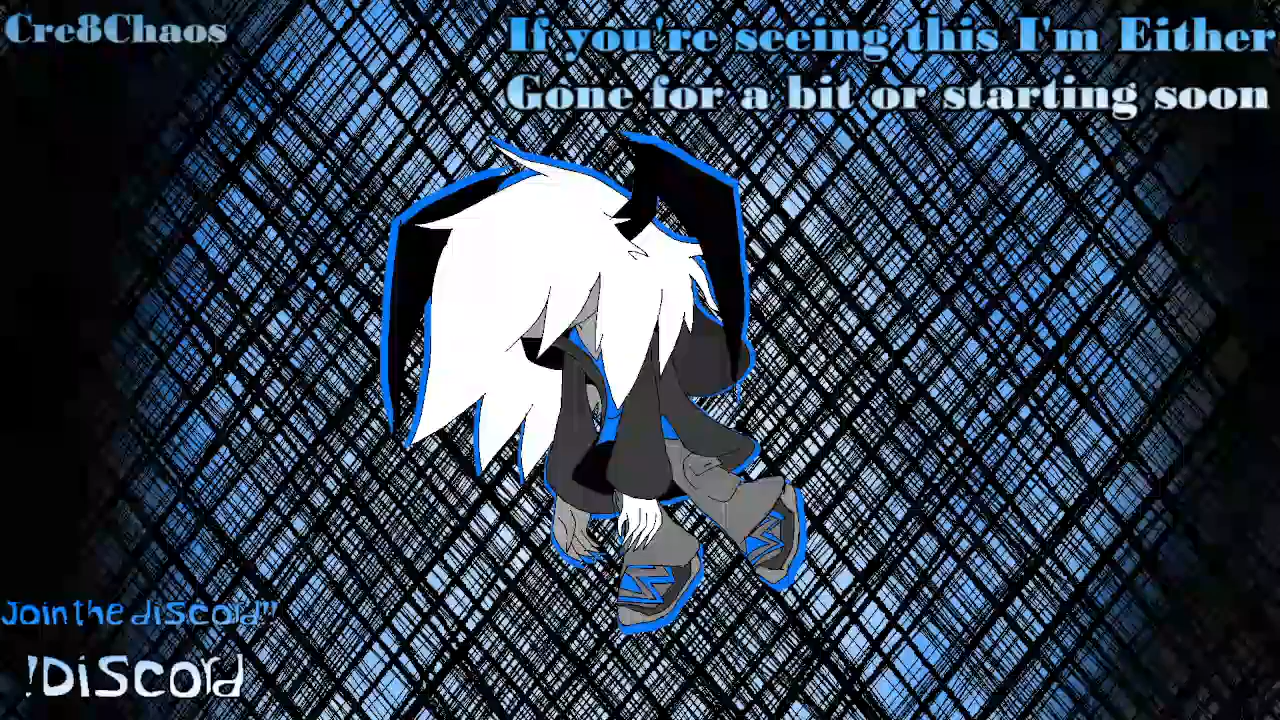 Cre8Chaos
If you're seeing this I'm Either
Gone for a bit or starting soon
Join the discord!!
!Discord